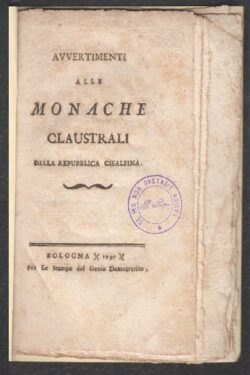 AVVERTIMENTI
ALLE
MONACHE
CLAUSTRALI
DELLA REPUBBLICA CISALPINA.
BOLOGNA
Per Le Stampe del Genio Democratico.